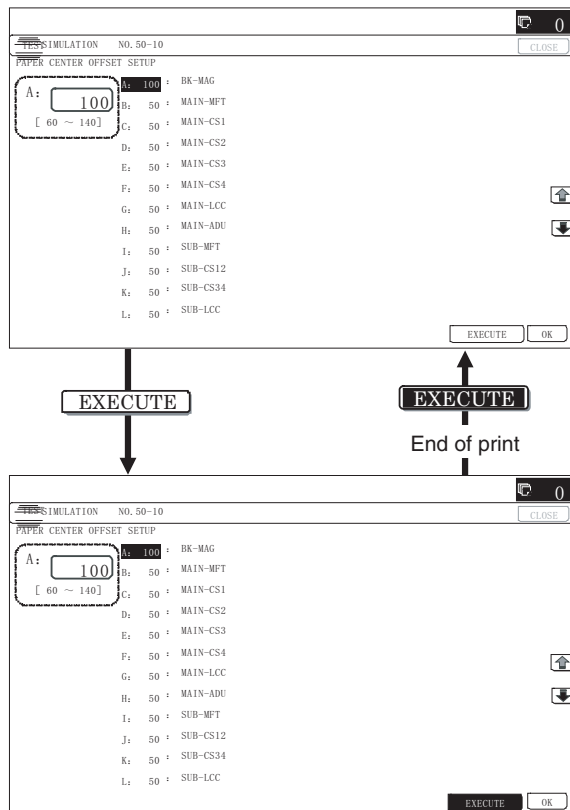 0
TEST SIMULATION NO.50-10
CLOSE
PAPER CENTER OFFSET SETUP
A: 100
[ 60 ~ 140]
A: 100 : BK-MAG
B: 50 : MAIN-MFT
C: 50 : MAIN-CS1
D: 50 : MAIN-CS2
E: 50 : MAIN-CS3
F: 50 : MAIN-CS4
G: 50 : MAIN-LCC
H: 50 : MAIN-ADU
I: 50 : SUB-MFT
J: 50 : SUB-CS12
K: 50 : SUB-CS34
L: 50 : SUB-LCC
EXECUTE OK
EXECUTE
EXECUTE
End of print
0
TEST SIMULATION NO.50-10
CLOSE
PAPER CENTER OFFSET SETUP
A: 100
[ 60 ~ 140]
A: 100 : BK-MAG
B: 50 : MAIN-MFT
C: 50 : MAIN-CS1
D: 50 : MAIN-CS2
E: 50 : MAIN-CS3
F: 50 : MAIN-CS4
G: 50 : MAIN-LCC
H: 50 : MAIN-ADU
I: 50 : SUB-MFT
J: 50 : SUB-CS12
K: 50 : SUB-CS34
L: 50 : SUB-LCC
EXECUTE OK